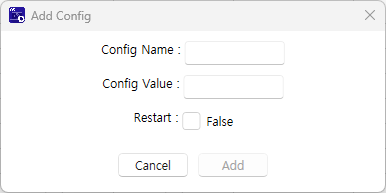 Add Config
Config Name :
Config Value :
Restart : False
Cancel Add